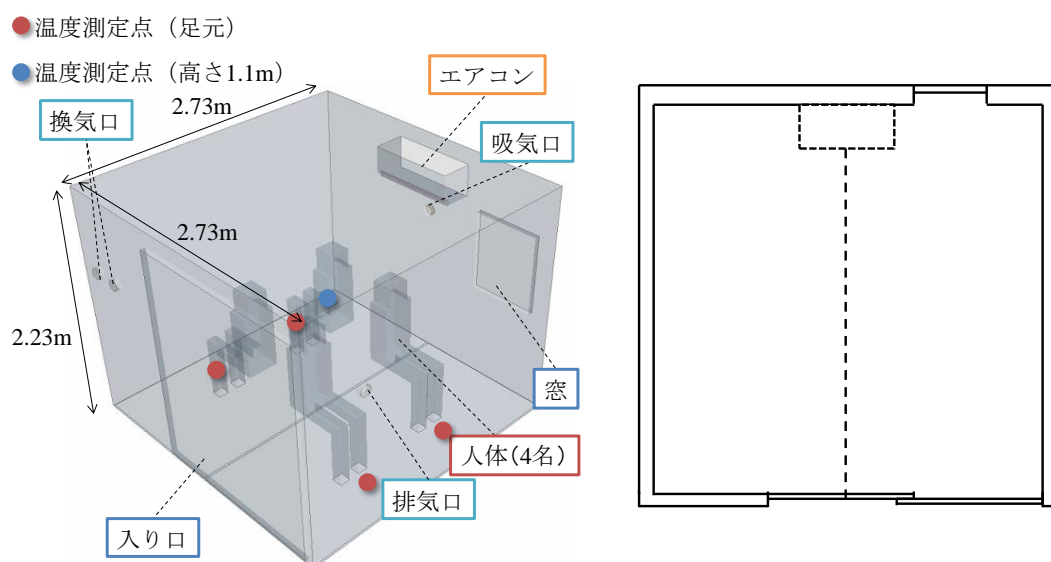 温度測定点（足元）
温度測定点（高さ1.1m）
エアコン
2.73m
換気口
吸気口
2.73m
2.23m
窓
人体(4名)
排気口
入り口